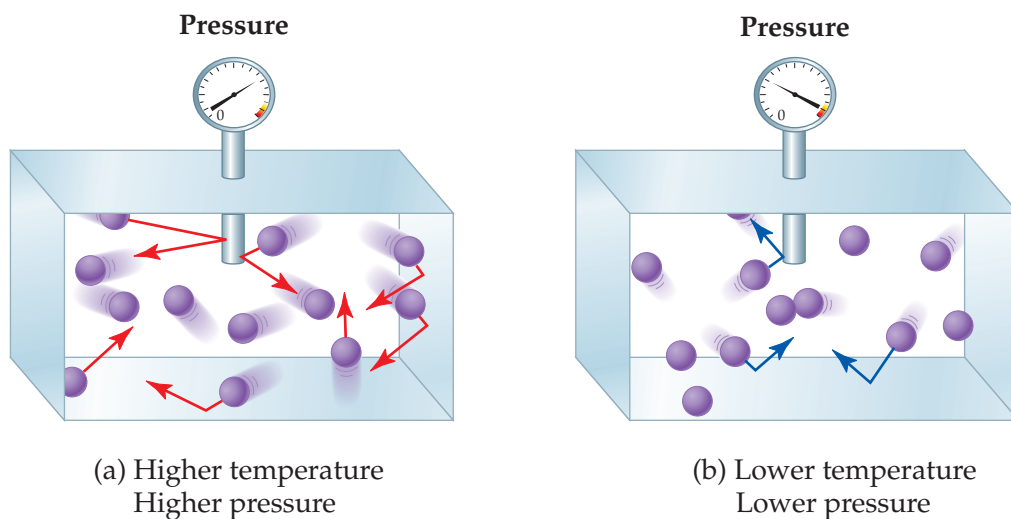 Pressure
0
(a) Higher temperature
Higher pressure
Pressure
0
(b) Lower temperature
Lower pressure